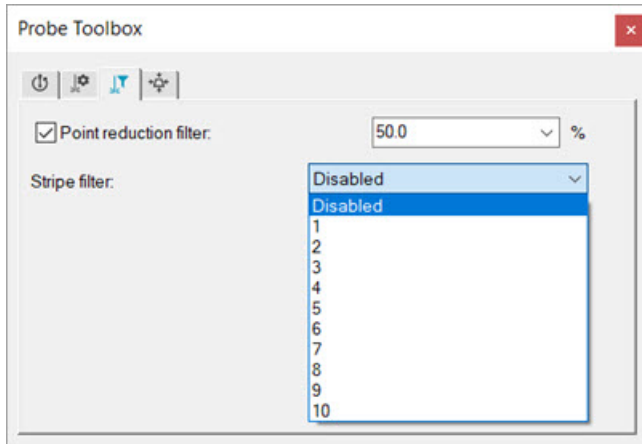 Probe Toolbox
Point reduction filter: 50.0 %
Stripe filter: Disabled
Disabled
1
2
3
4
5
6
7
8
9
10